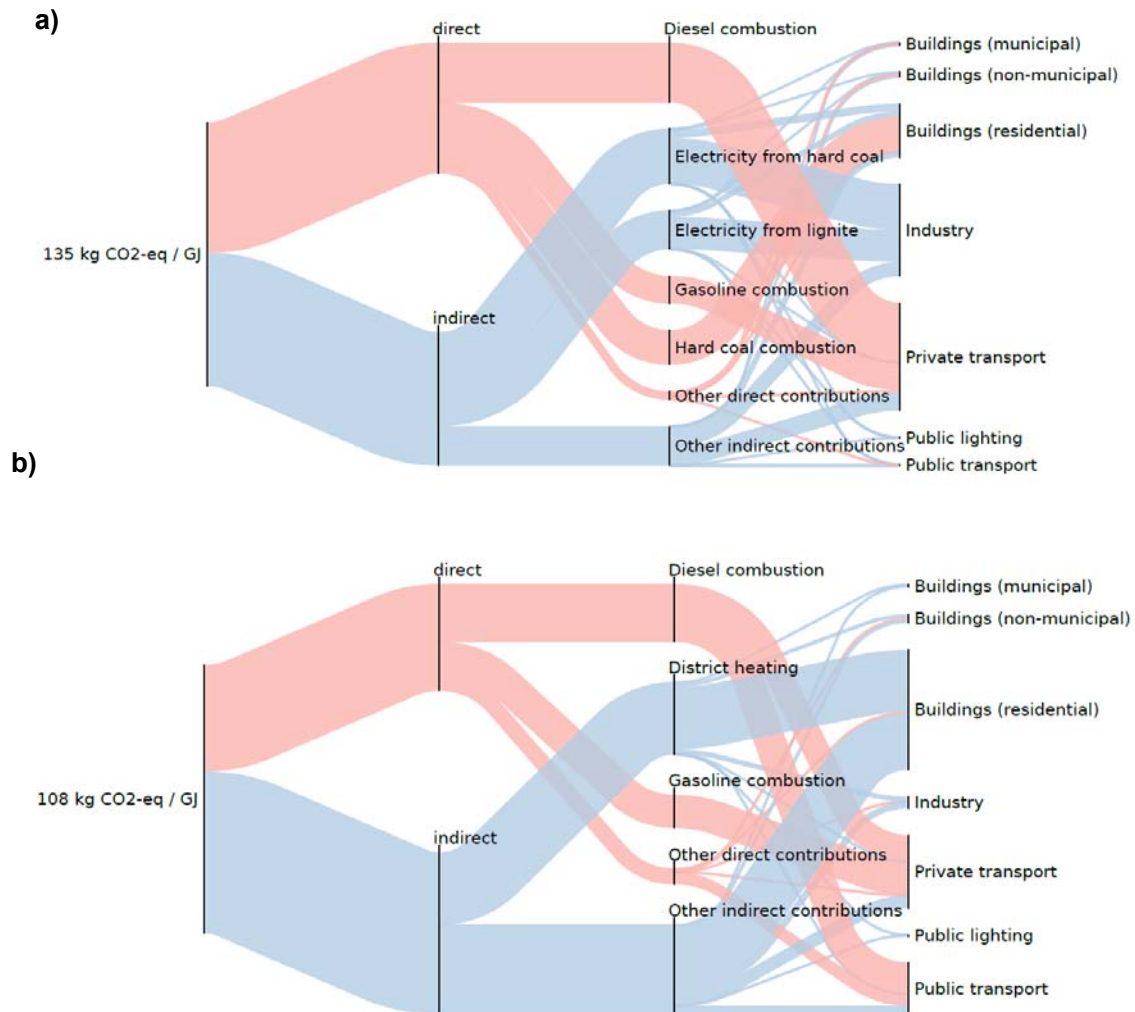 a)
direct
Diesel combustion
Buildings (municipal)
Buildings (non-municipal)
Buildings (residential)
Electricity from hard coal
Electricity from lignite
Industry
135 kg CO2-eq / GJ
Gasoline combustion
indirect
Hard coal combustion
Private transport
Other direct contributions
Other indirect contributions
Public lighting
Public transport
b)
direct
Diesel combustion
Buildings (municipal)
Buildings (non-municipal)
District heating
Buildings (residential)
Gasoline combustion
108 kg CO2-eq / GJ
Industry
indirect
Other direct contributions
Private transport
Other indirect contributions
Public lighting
Public transport